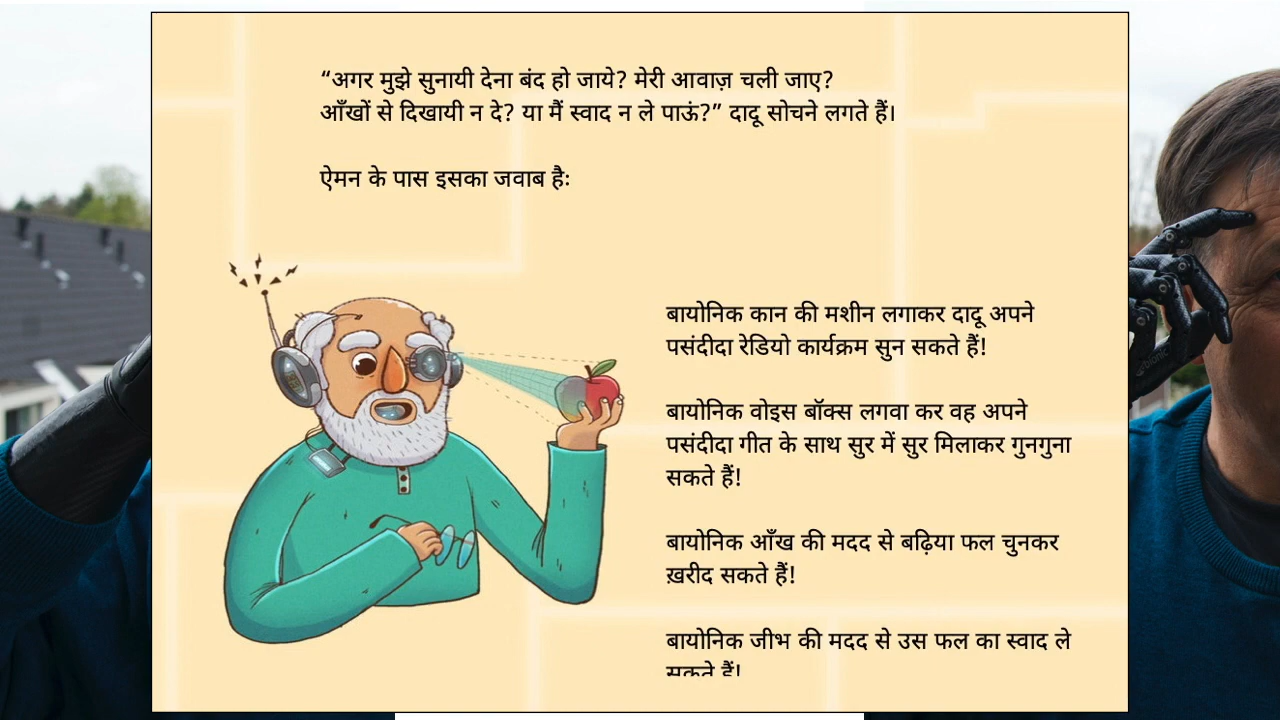 “अगर मुझे सुनायी देना बंद हो जाये? मेरी आवाज़ चली जाए?
आँखों से दिखायी न दे? या मैं स्वाद न ले पाऊं?” दादू सोचने लगते हैं।
ऐमन के पास इसका जवाब है:
बायोनिक कान की मशीन लगाकर दादू अपने
पसंदीदा रेडियो कार्यक्रम सुन सकते हैं!
बायोनिक वोइस बॉक्स लगवा कर वह अपने
पसंदीदा गीत के साथ सुर में सुर मिलाकर गुनगुना
सकते हैं!
बायोनिक आँख की मदद से बढ़िया फल चुनकर
ख़रीद सकते हैं!
बायोनिक जीभ की मदद से उस फल का स्वाद ले
सकते हैं!